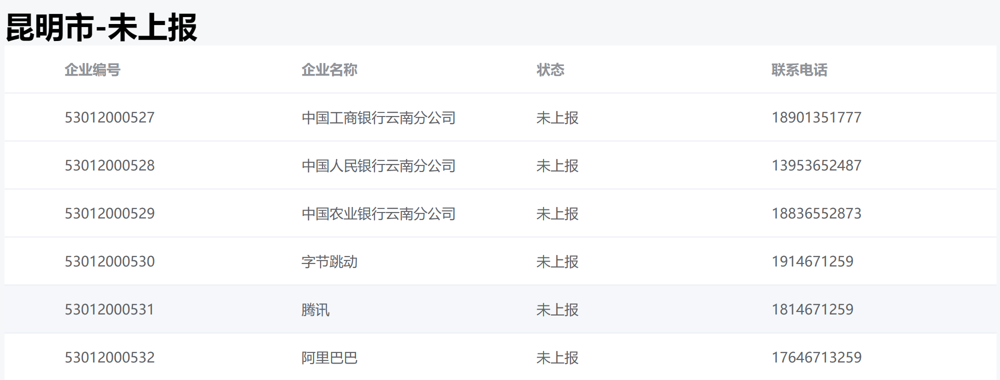 昆明市-未上报
企业编号 企业名称 状态 联系电话
53012000527 中国工商银行云南分公司 未上报 18901351777
53012000528 中国人民银行云南分公司 未上报 13953652487
53012000529 中国农业银行云南分公司 未上报 18836552873
53012000530 字节跳动 未上报 1914671259
53012000531 腾讯 未上报 1814671259
53012000532 阿里巴巴 未上报 17646713259